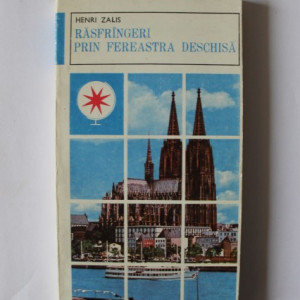 HENRI ZALIS
RĂSFRÎNGERI
PRIN FEREASTRA DESCHISĂ